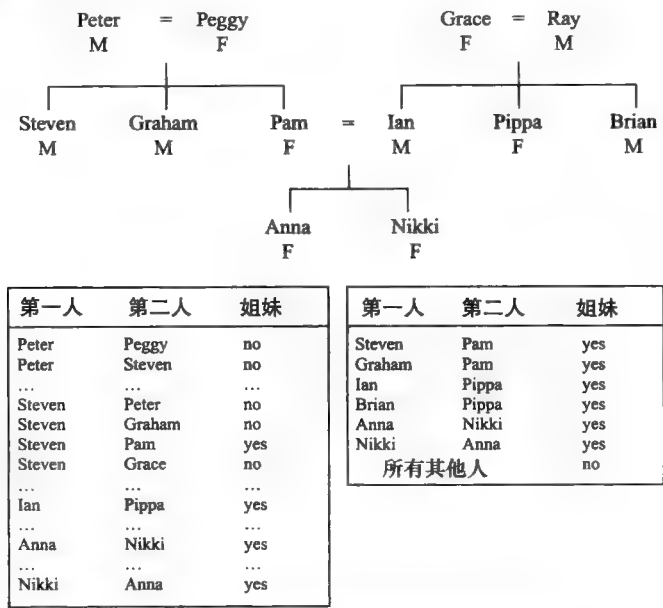 Peter = Peggy Grace = Ray
M F F M
Steven Graham Pam = Ian Pippa Brian
M M F M F M
Anna Nikki
F F
第一人 第二人 姐妹
Peter Peggy no
Peter Steven no
... ... ...
Steven Peter no
Steven Graham no
Steven Pam yes
Steven Grace no
... ... ...
Ian Pippa yes
... ... ...
Anna Nikki yes
... ... ...
Nikki Anna yes
第一人 第二人 姐妹
Steven Pam yes
Graham Pam yes
Ian Pippa yes
Brian Pippa yes
Anna Nikki yes
Nikki Anna yes
所有其他人 no